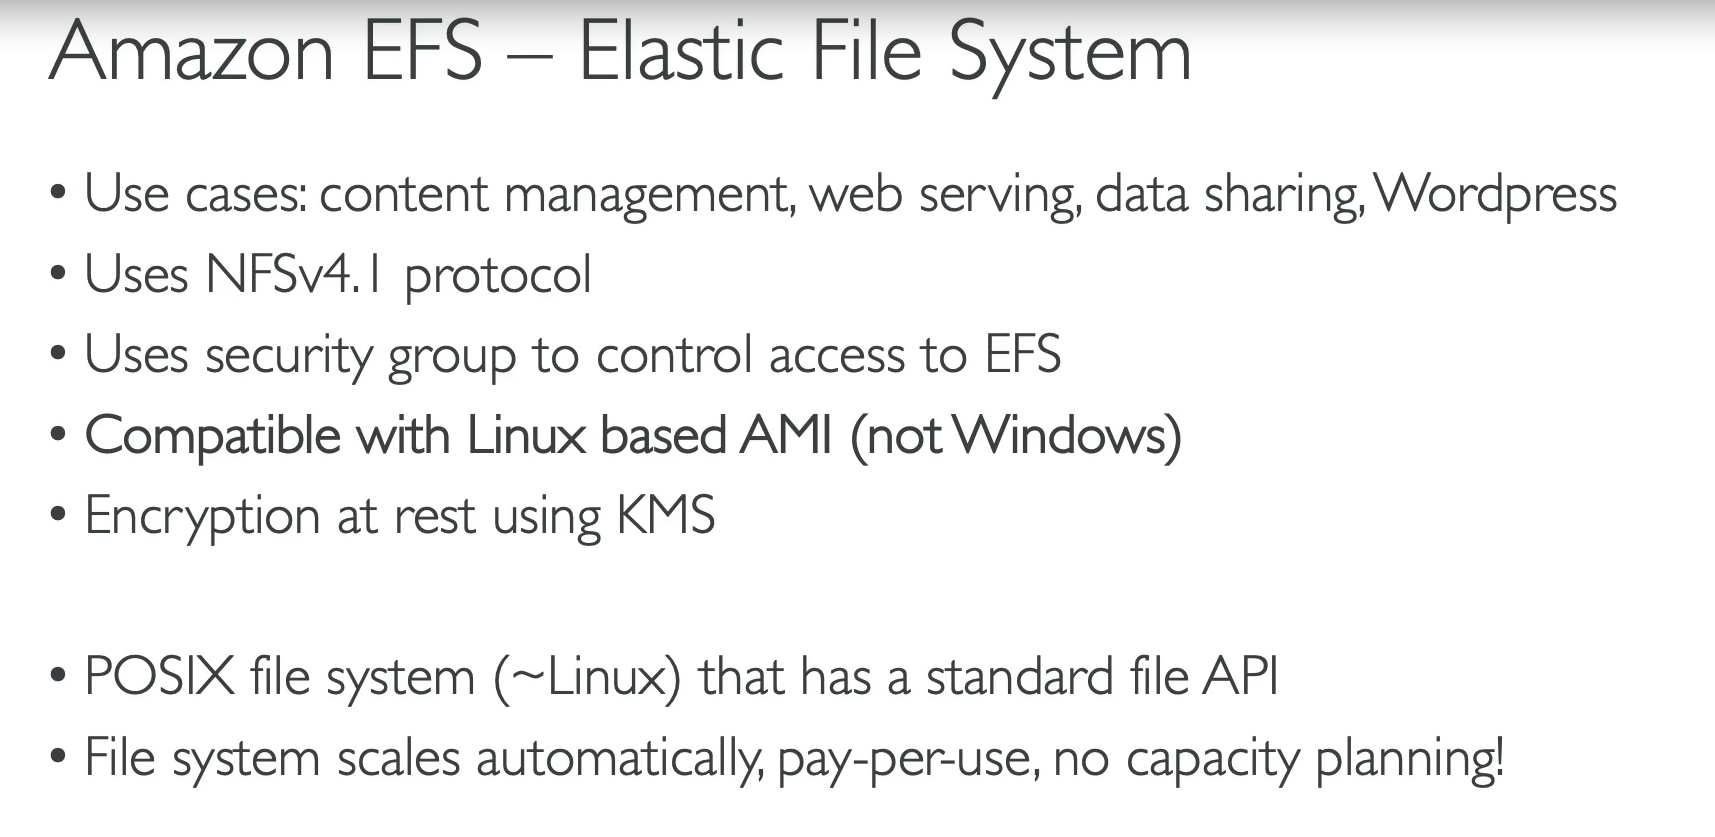 Amazon EFS – Elastic File System
• Use cases: content management, web serving, data sharing, Wordpress
• Uses NFSv4.1 protocol
• Uses security group to control access to EFS
• Compatible with Linux based AMI (not Windows)
• Encryption at rest using KMS
• POSIX file system (~Linux) that has a standard file API
• File system scales automatically, pay-per-use, no capacity planning!